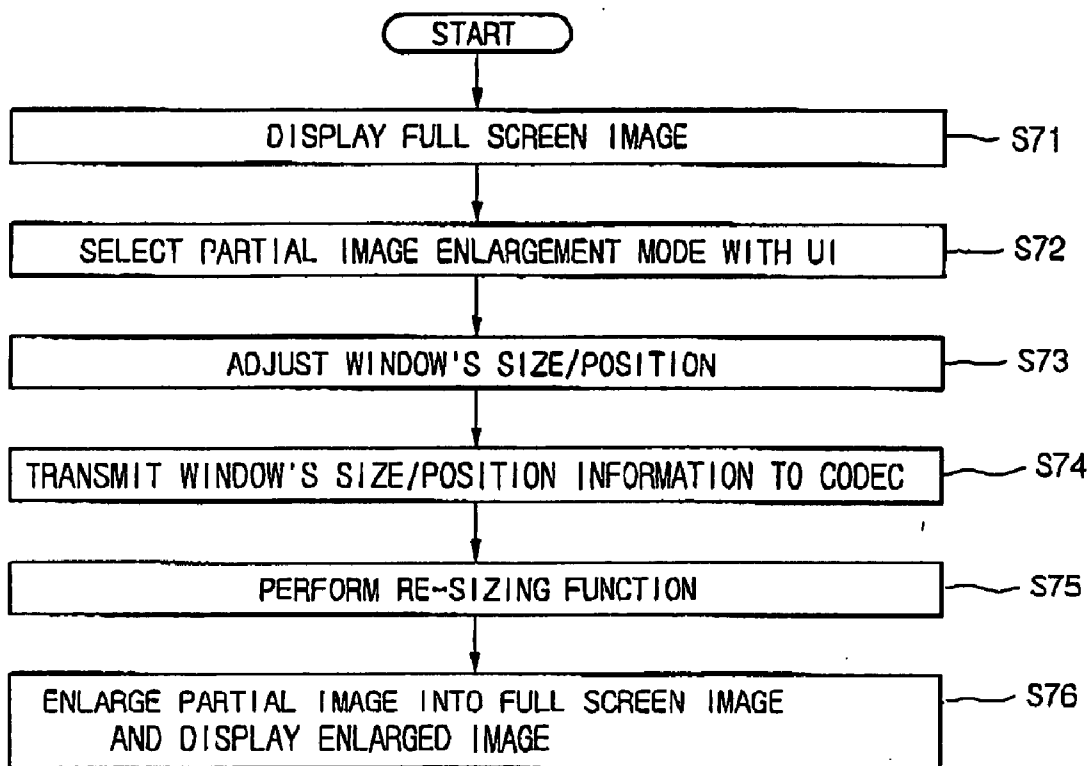 START
DISPLAY FULL SCREEN IMAGE
S71
SELECT PARTIAL IMAGE ENLARGEMENT MODE WITH UI
S72
ADJUST WINDOW'S SIZE/POSITION
S73
TRANSMIT WINDOW'S SIZE/POSITION INFORMATION TO CODEC
S74
PERFORM RE-SIZING FUNCTION
S75
ENLARGE PARTIAL IMAGE INTO FULL SCREEN IMAGE
AND DISPLAY ENLARGED IMAGE
S76